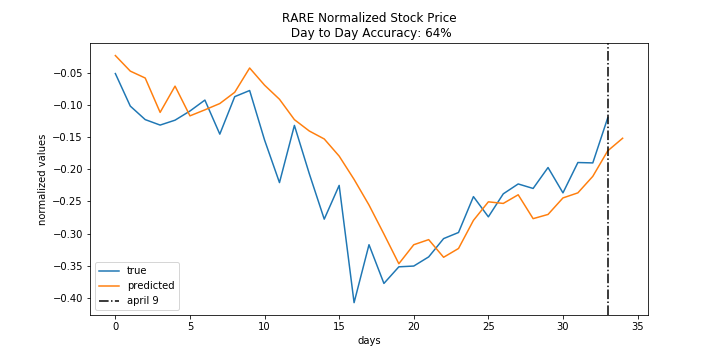 RARE Normalized Stock Price
Day to Day Accuracy: 64%
−0.05
−0.10
−0.15
−0.20
−0.25
−0.30
−0.35
−0.40
normalized values
true
predicted
april 9
0 5 10 15 20 25 30 35
days